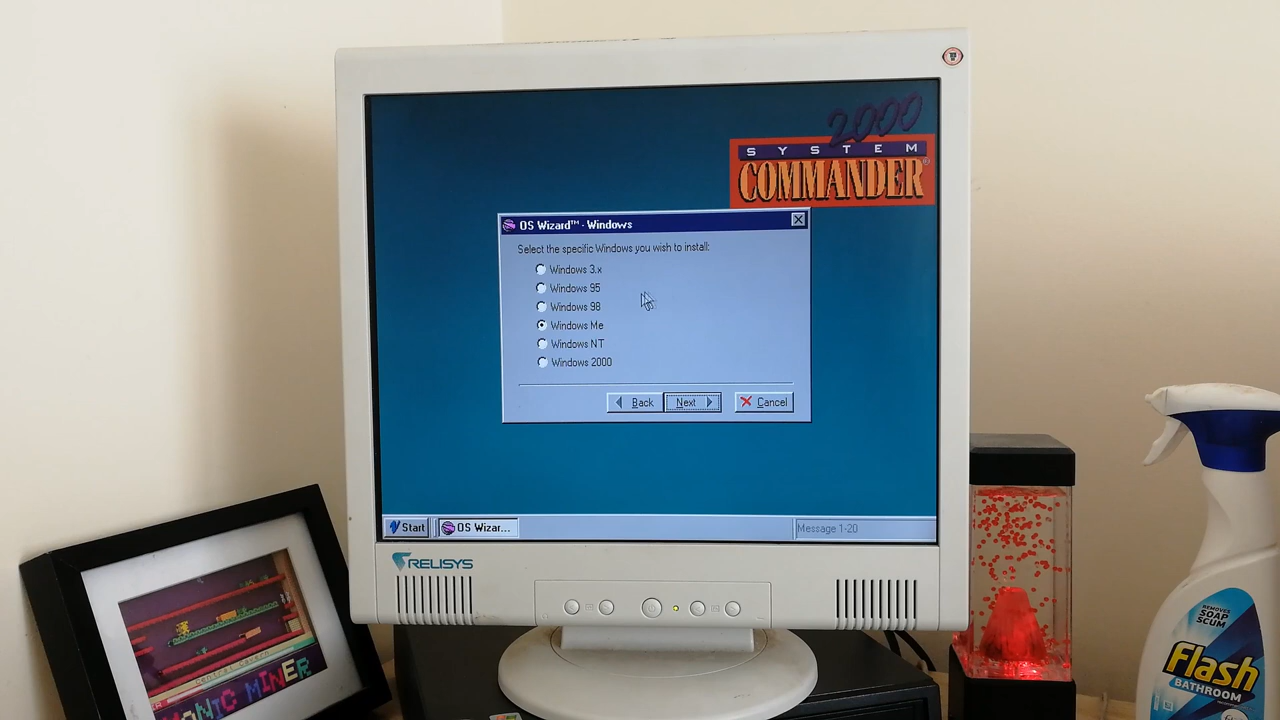 2000
SYSTEM
COMMANDER®
OS Wizard™ - Windows
Select the specific Windows you wish to install:
Windows 3.x
Windows 95
Windows 98
Windows Me
Windows NT
Windows 2000
Back
Next
Cancel
Start
OS Wizar...
Message 1-20
RELISYS
Central Cavern
MANIC MINER
REMOVES
SOAP
SCUM
Flash
BATHROOM